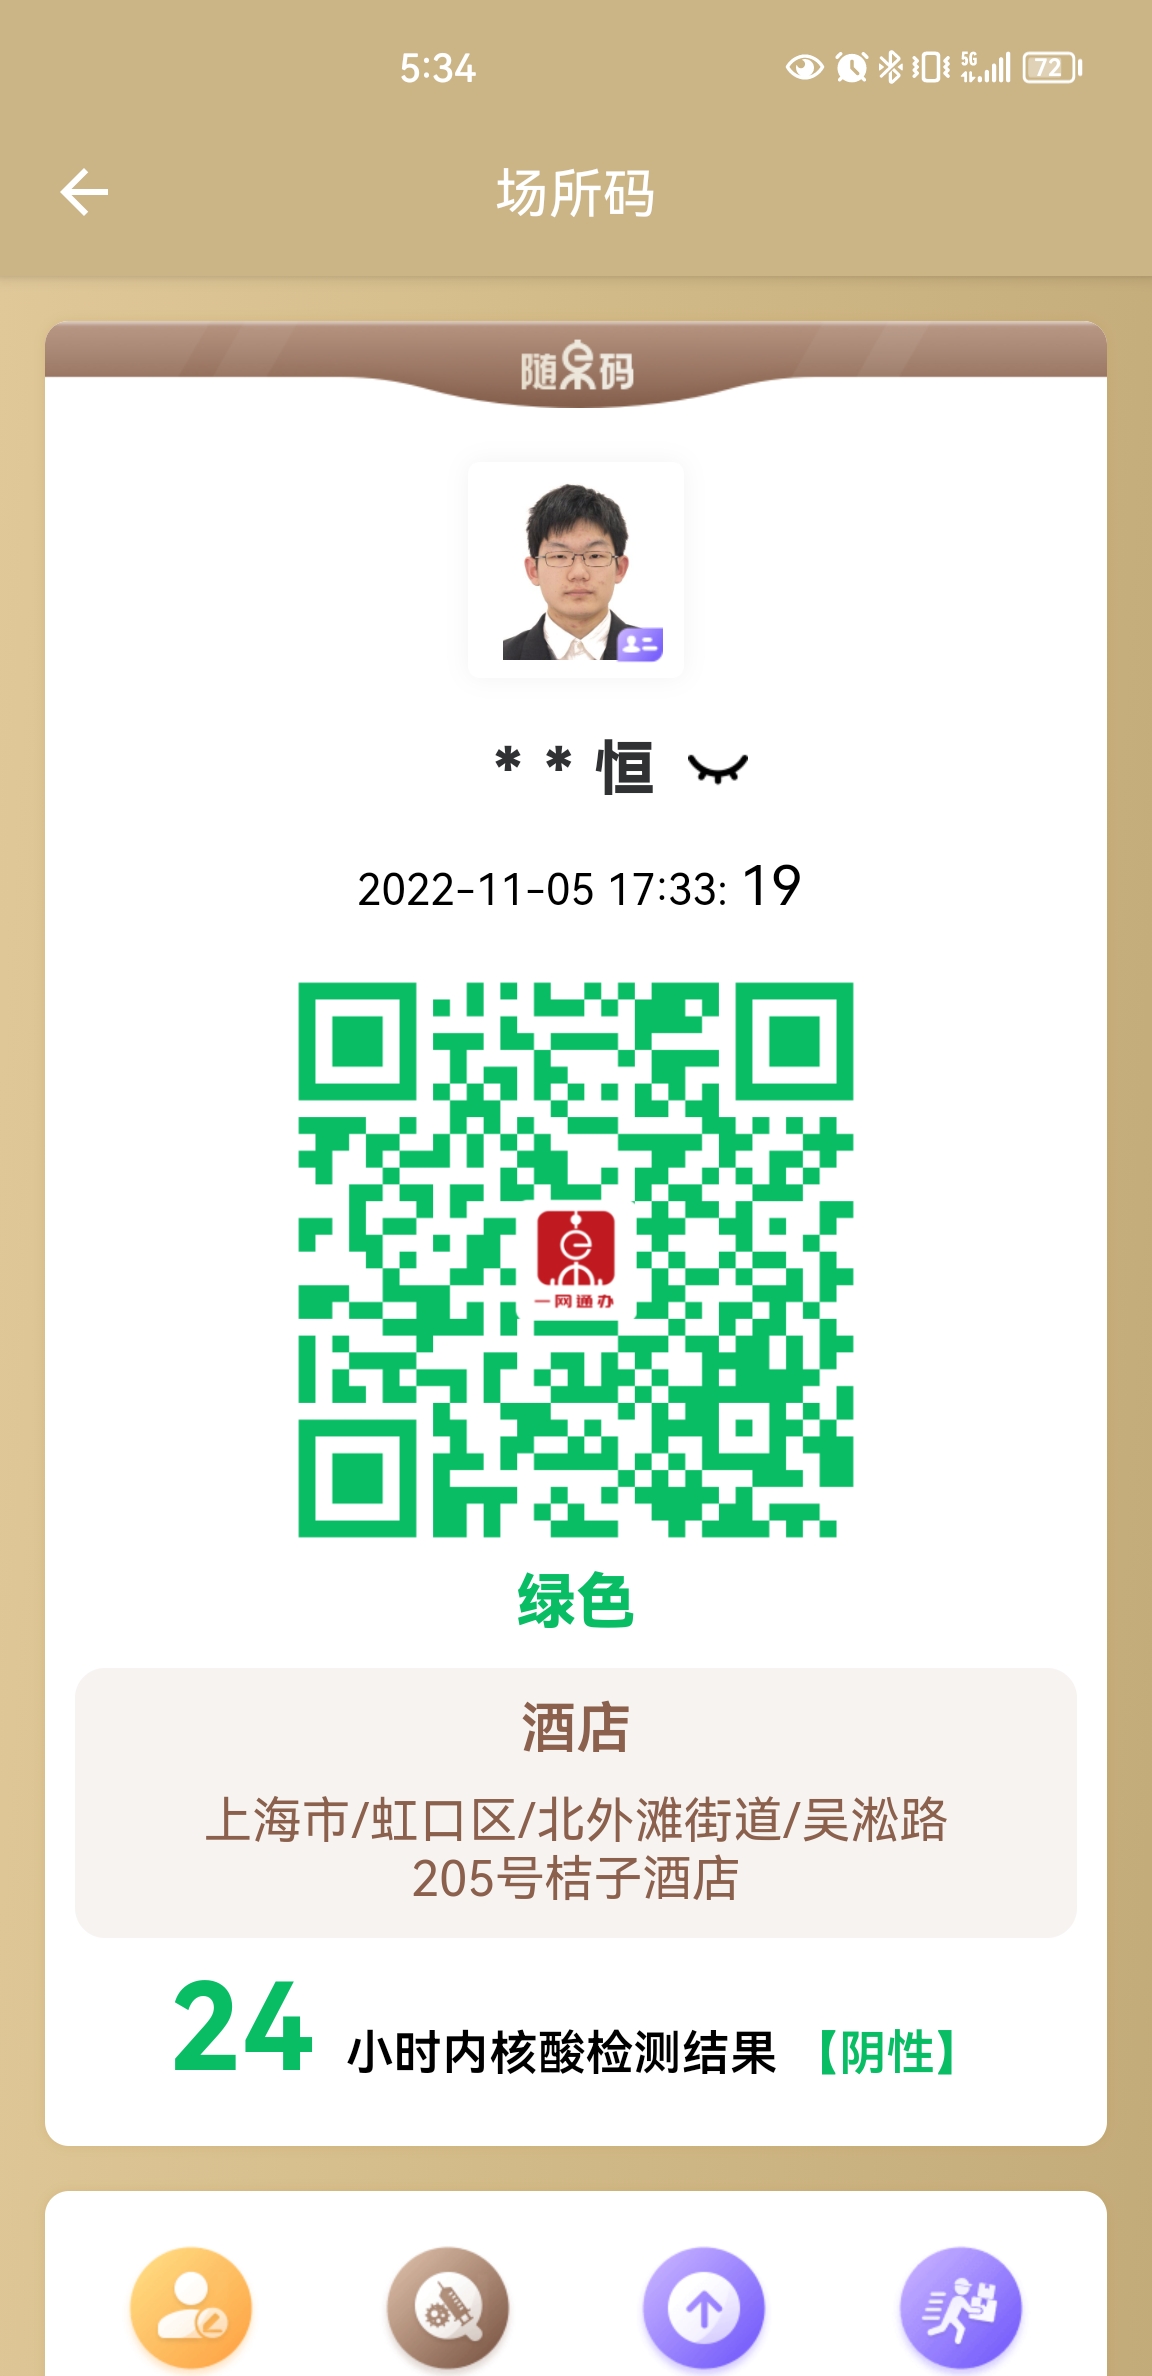 5:34
5G
72
场所码
随申码
**恒
2022-11-05 17:33: 19
一网通办
绿色
酒店
上海市/虹口区/北外滩街道/吴淞路
205号桔子酒店
24 小时内核酸检测结果 【阴性】